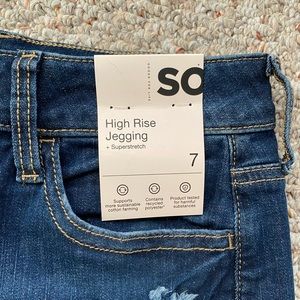 SO
High Rise
Jegging
+ Superstretch
7
Supports
more sustainable
cotton farming
Contains
recycled
polyester
Product tested
for harmful
substances